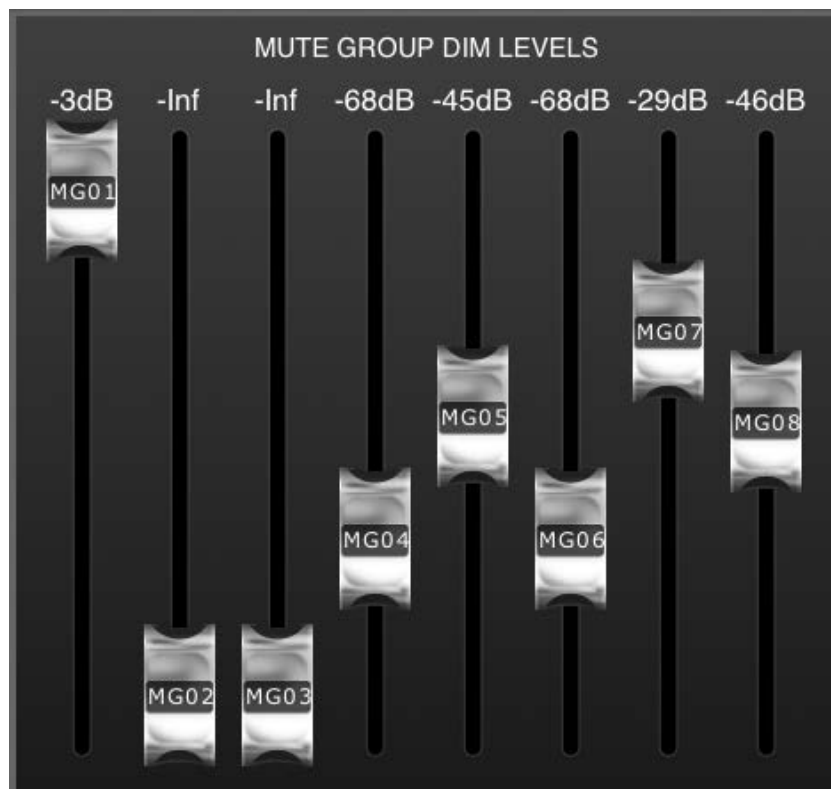 MUTE GROUP DIM LEVELS
-3dB -Inf -Inf -68dB -45dB -68dB -29dB -46dB
MG01
MG07
MG05
MG08
MG04 MG06
MG02 MG03